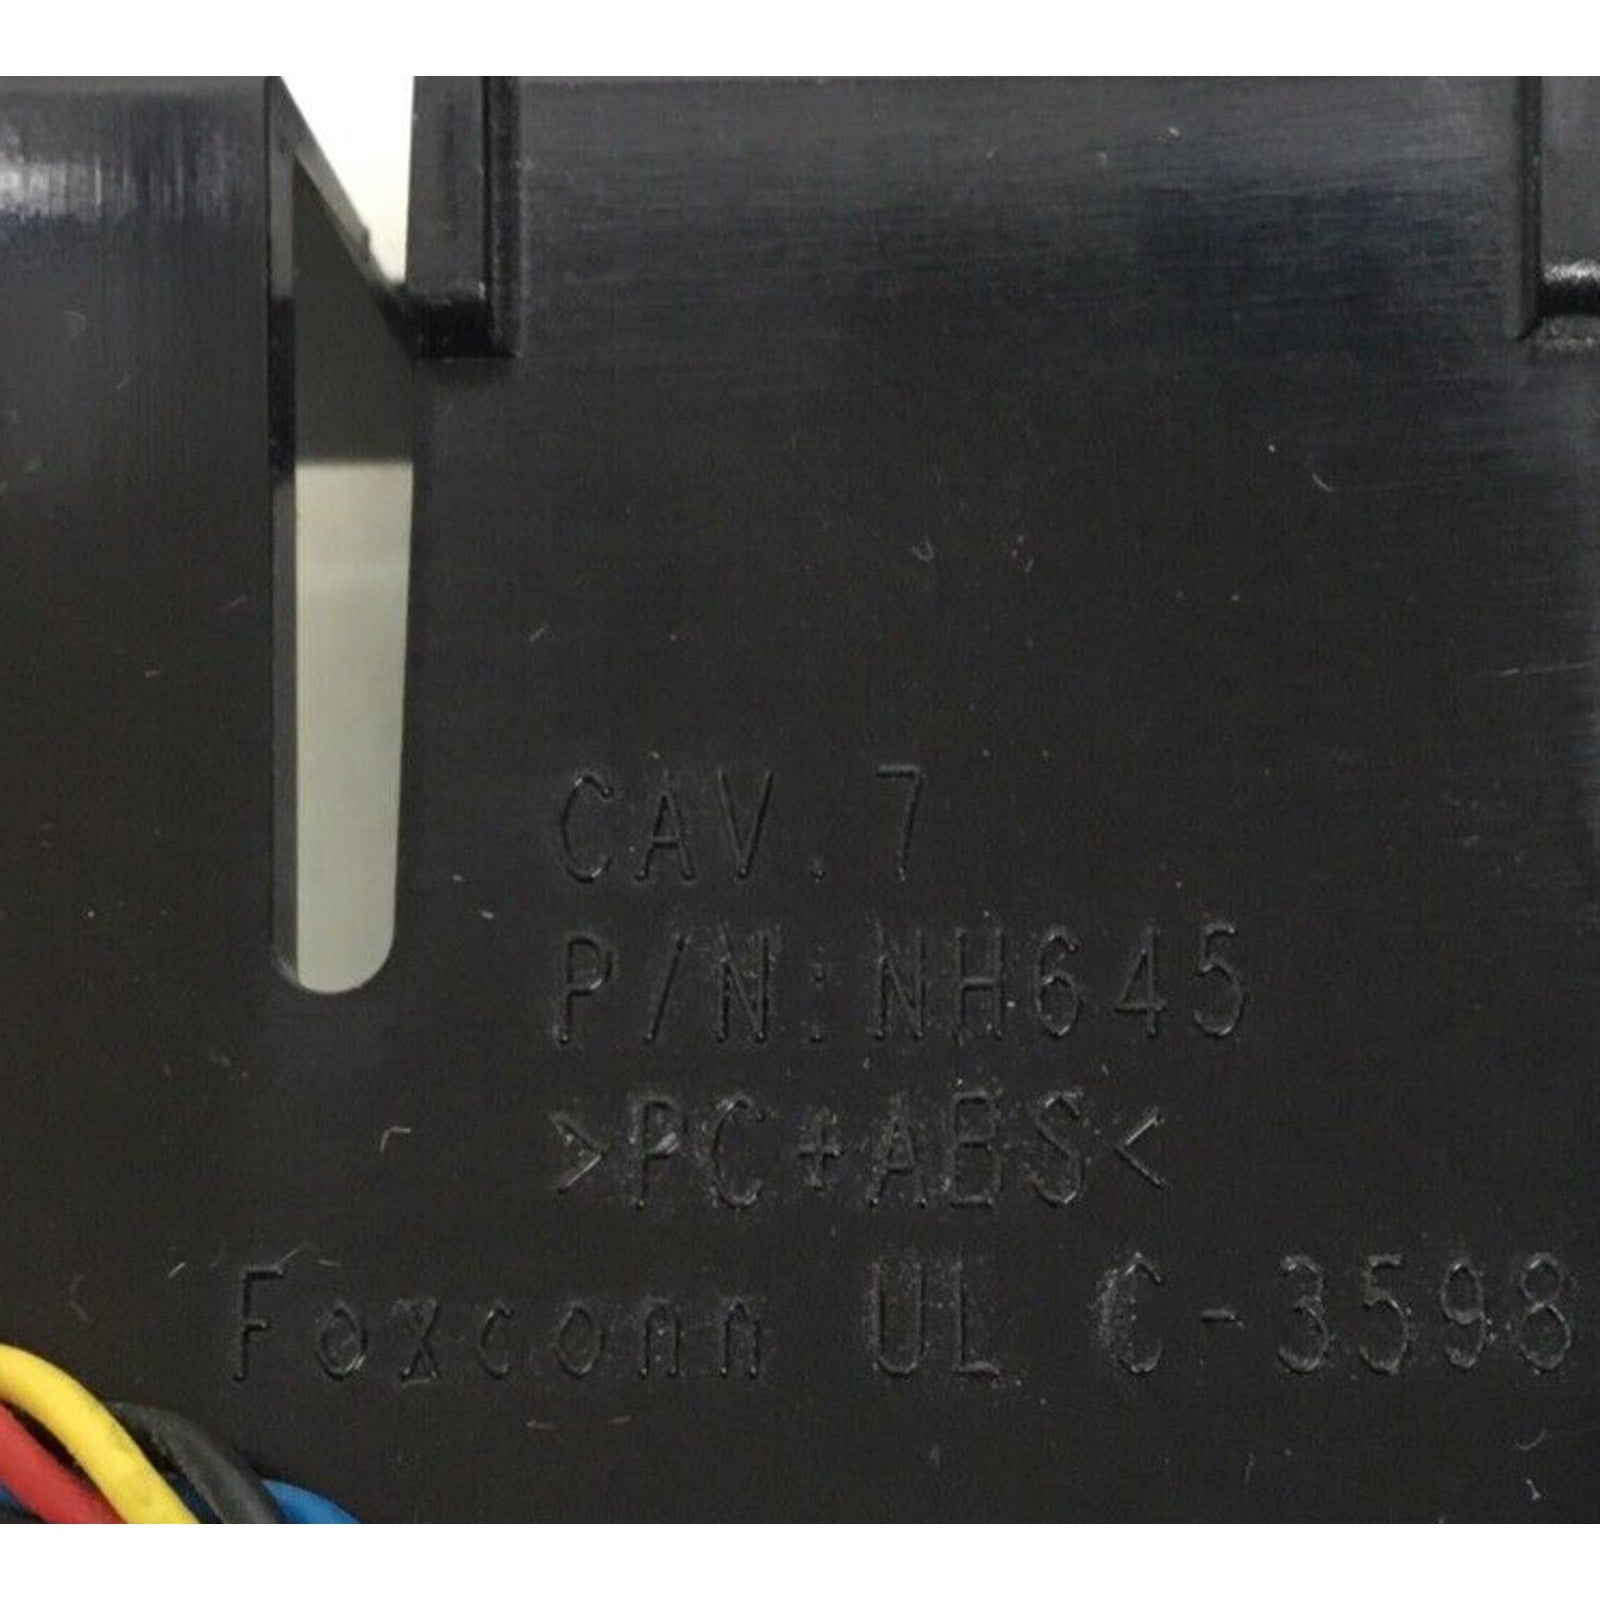 CAV. 7
P/N:NH645
>PC+ABS<
Foxconn UL C-3598